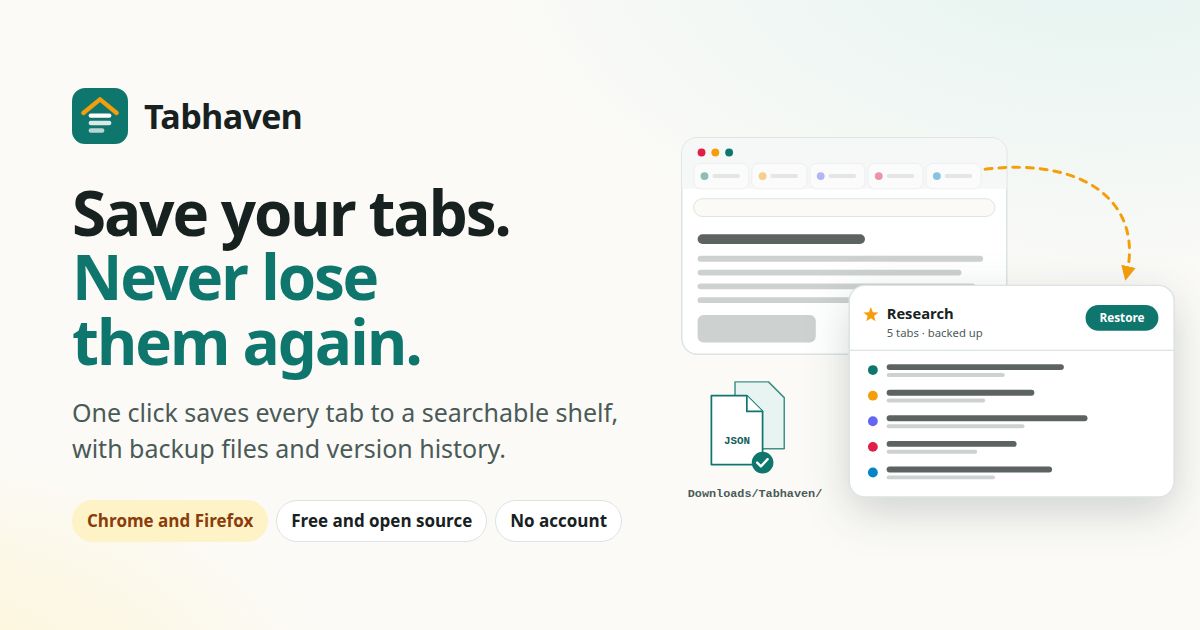 Tabhaven
Save your tabs.
Never lose
them again.
One click saves every tab to a searchable shelf,
with backup files and version history.
Chrome and Firefox
Free and open source
No account
Research
5 tabs · backed up
Restore
JSON
Downloads/Tabhaven/